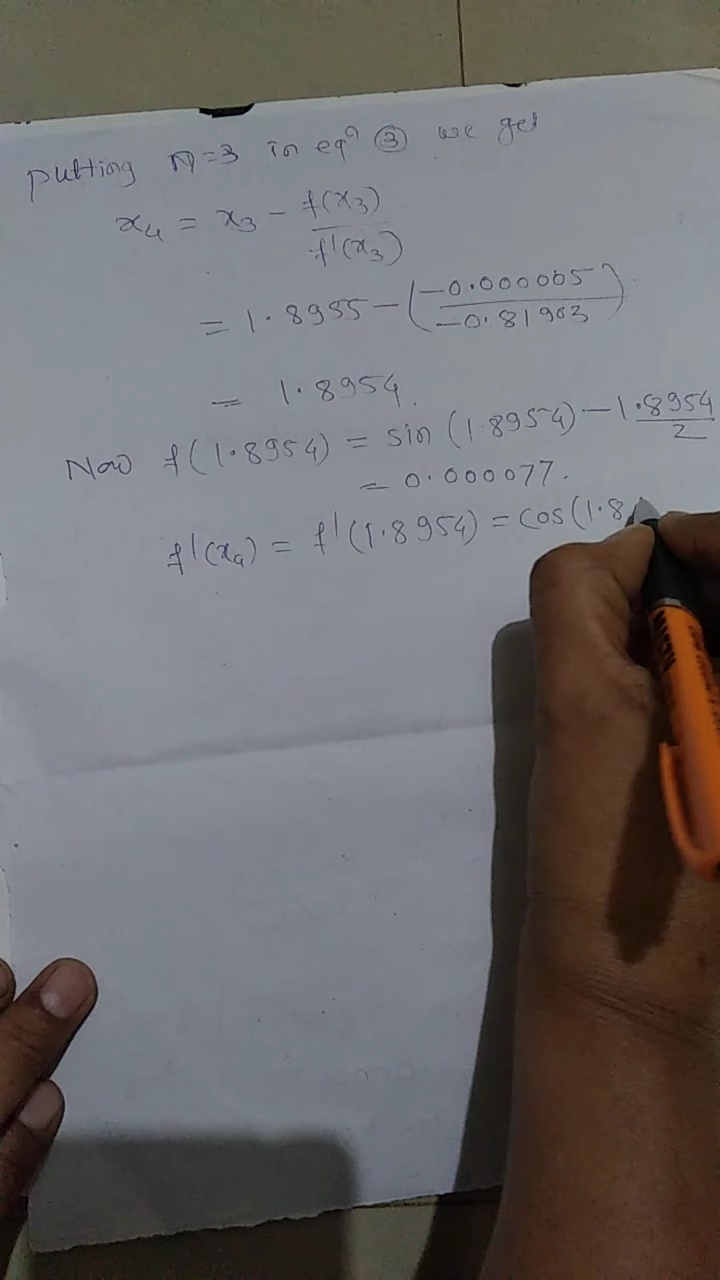 putting n=3 in eqⁿ ③ we get
x₄ = x₃ - f(x₃)/f'(x₃)
= 1.8955 - (-0.000005/-0.81903)
= 1.8954.
Now f(1.8954) = sin(1.8954) - 1.8954/2
= 0.000077.
f'(x₄) = f'(1.8954) = cos(1.8